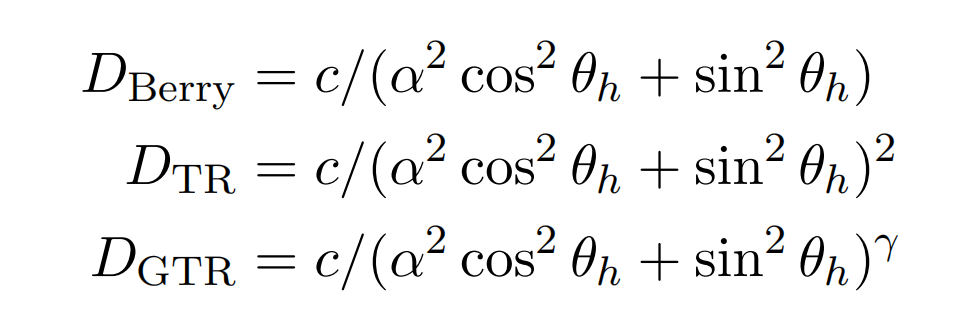 D_Berry = c/(α² cos² θ_h + sin² θ_h)
D_TR = c/(α² cos² θ_h + sin² θ_h)²
D_GTR = c/(α² cos² θ_h + sin² θ_h)^γ